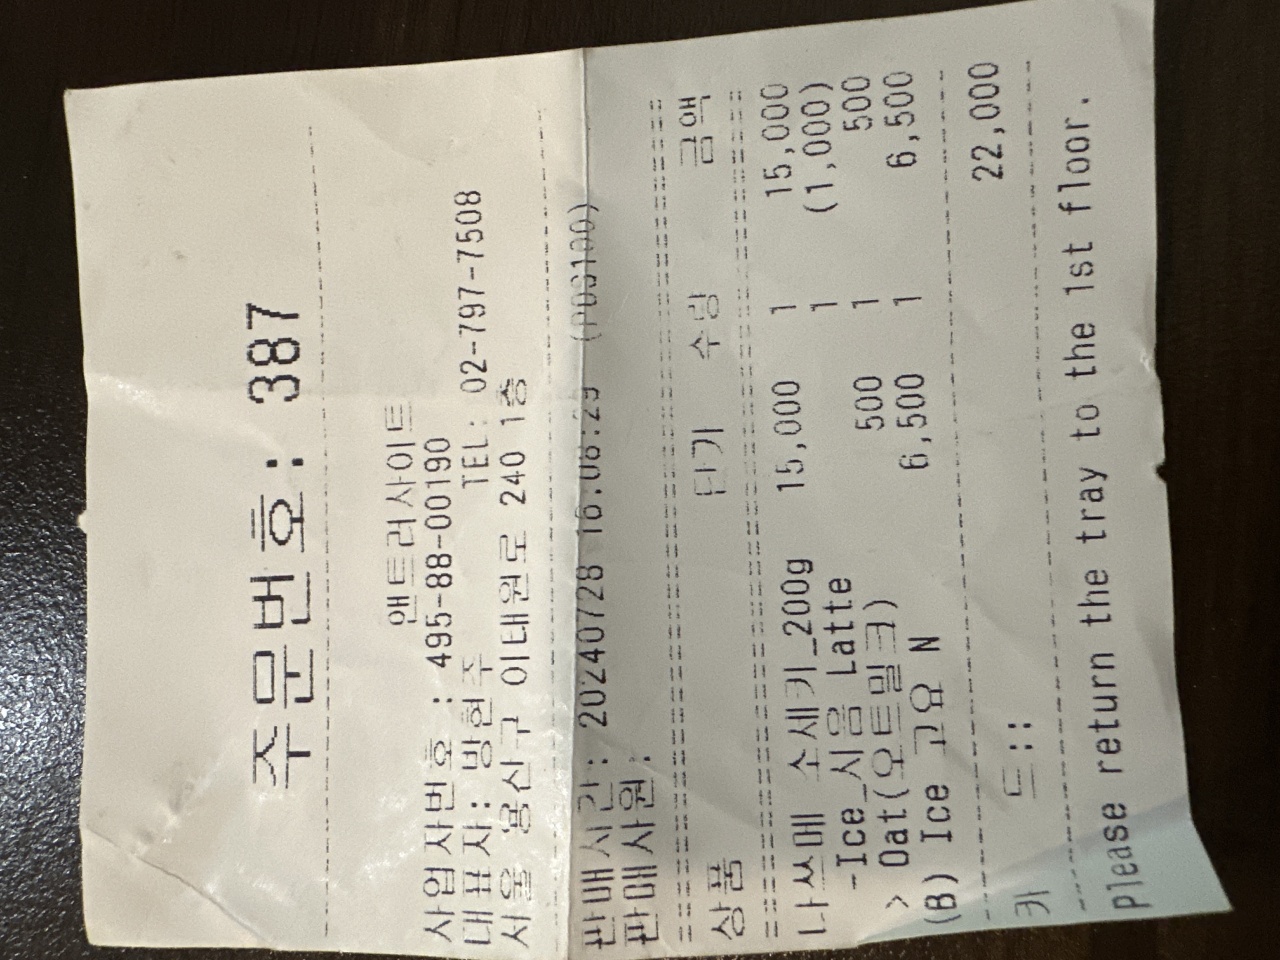 주문번호: 387
앤트러사이트
사업자번호 : 495-88-00190
대표자: 방현주 TEL: 02-797-7508
서울 용산구 이태원로 240 1층
판매시간: 20240728 16:08:29 (POS100)
판매사원:
상품 단가 수량 금액
나쓰메 소세키_200g 15,000 1 15,000
-Ice_시음 Latte 1 (1,000)
> Oat(오트밀크) 500 1 500
(B) Ice 고요 N 6,500 1 6,500
카 드:: 22,000
Please return the tray to the 1st floor.